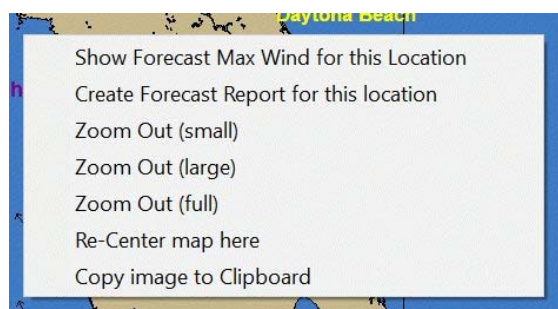 Daytona Beach
Show Forecast Max Wind for this Location
h
Create Forecast Report for this location
Zoom Out (small)
Zoom Out (large)
Zoom Out (full)
Re-Center map here
Copy image to Clipboard